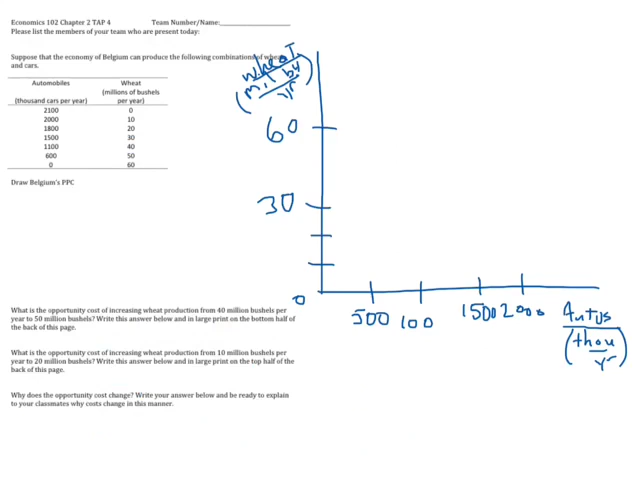 Economics 102 Chapter 2 TAP 4 Team Number/Name:____________________
Please list the members of your team who are present today:
Suppose that the economy of Belgium can produce the following combinations of wheat
and cars.
Automobiles Wheat
(millions of bushels
(thousand cars per year) per year)
2100 0
2000 10
1800 20
1500 30
1100 40
600 50
0 60
Draw Belgium's PPC
wheat
(mil bu
yr)
60
30
0
500 100 1500 2000 Autos
(thou
yr)
What is the opportunity cost of increasing wheat production from 40 million bushels per
year to 50 million bushels? Write this answer below and in large print on the bottom half of
the back of this page.
What is the opportunity cost of increasing wheat production from 10 million bushels per
year to 20 million bushels? Write this answer below and in large print on the top half of the
back of this page.
Why does the opportunity cost change? Write your answer below and be ready to explain
to your classmates why costs change in this manner.